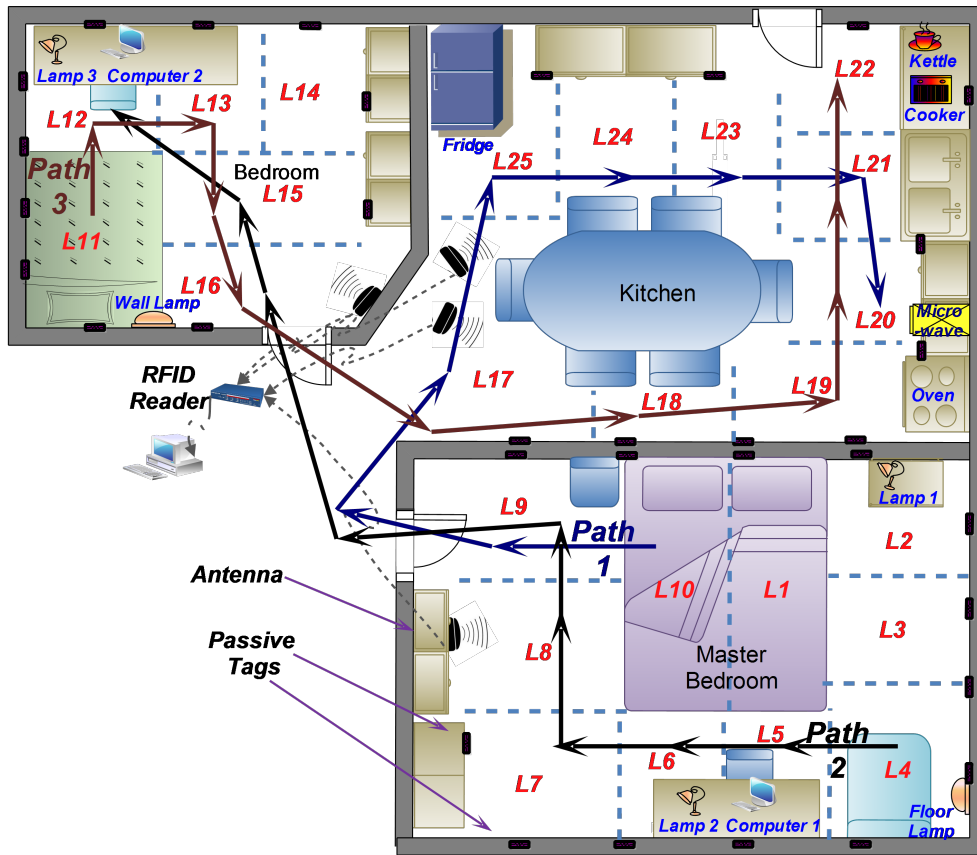 Lamp 3 Computer 2
L12
L13
L14
Path
3
Bedroom
L15
L11
L16
Wall Lamp
Fridge
L25
L24
L23
L22
Kettle
Cooker
L21
Kitchen
L20
Micro
-wave
Oven
L17
L18
L19
RFID
Reader
L9
Path
1
Lamp 1
L2
L10
L1
L3
Antenna
Passive
Tags
L8
Master
Bedroom
L7
L6
L5
Path
2
L4
Lamp 2 Computer 1
Floor
Lamp